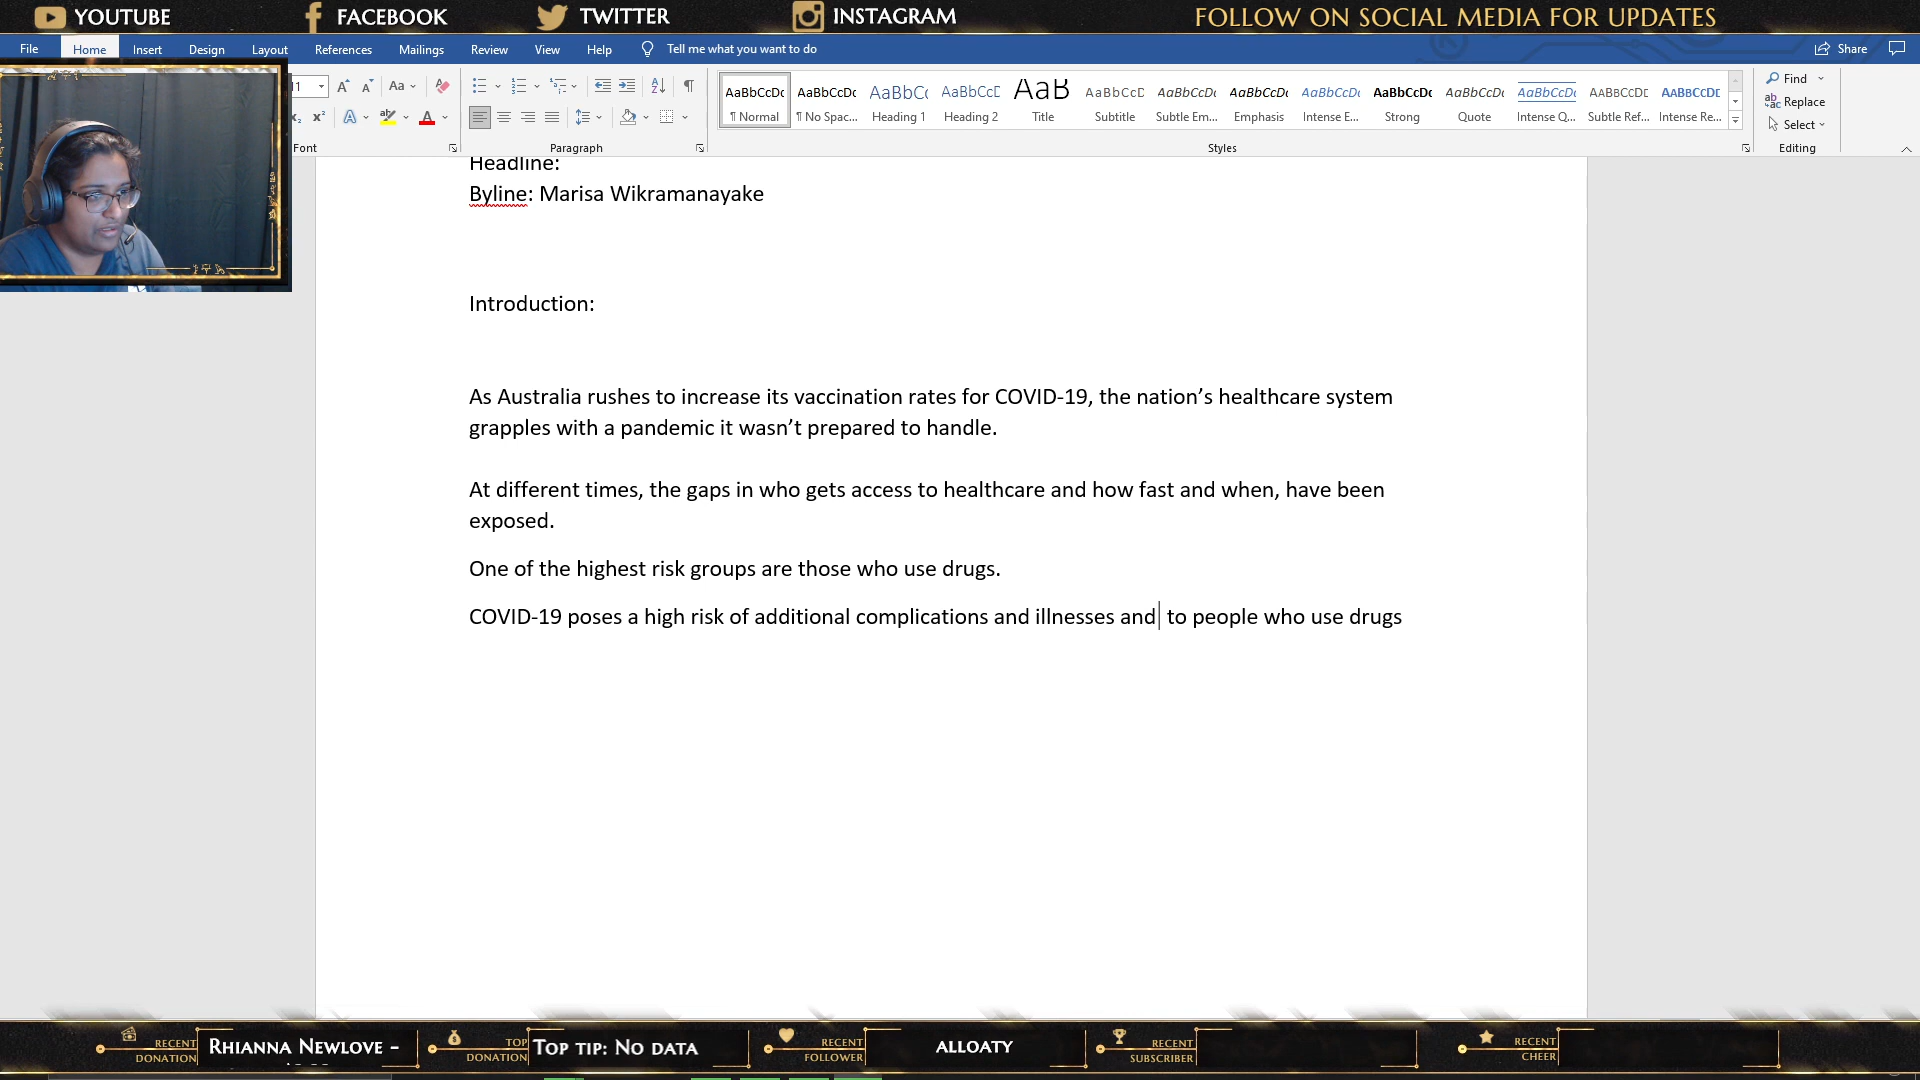 YOUTUBE FACEBOOK TWITTER INSTAGRAM FOLLOW ON SOCIAL MEDIA FOR UPDATES
File Home Insert Design Layout References Mailings Review View Help Tell me what you want to do Share
11 Aa Find
Replace
Select
AaBbCcDc AaBbCcDc AaBbC AaBbCcD AaB AaBbCcD AaBbCcDc AaBbCcDc AaBbCcDc AaBbCcDc AaBbCcDc AaBbCcDc AABBCCDE AABBCCDE
¶ Normal ¶ No Spac... Heading 1 Heading 2 Title Subtitle Subtle Em... Emphasis Intense E... Strong Quote Intense Q... Subtle Ref... Intense Re...
Font Paragraph Styles Editing
Headline:
Byline: Marisa Wikramanayake
Introduction:
As Australia rushes to increase its vaccination rates for COVID-19, the nation’s healthcare system
grapples with a pandemic it wasn’t prepared to handle.
At different times, the gaps in who gets access to healthcare and how fast and when, have been
exposed.
One of the highest risk groups are those who use drugs.
COVID-19 poses a high risk of additional complications and illnesses and to people who use drugs
RECENT DONATION RHIANNA NEWLOVE -
TOP DONATION TOP TIP: NO DATA
RECENT FOLLOWER ALLOATY
RECENT SUBSCRIBER
RECENT CHEER